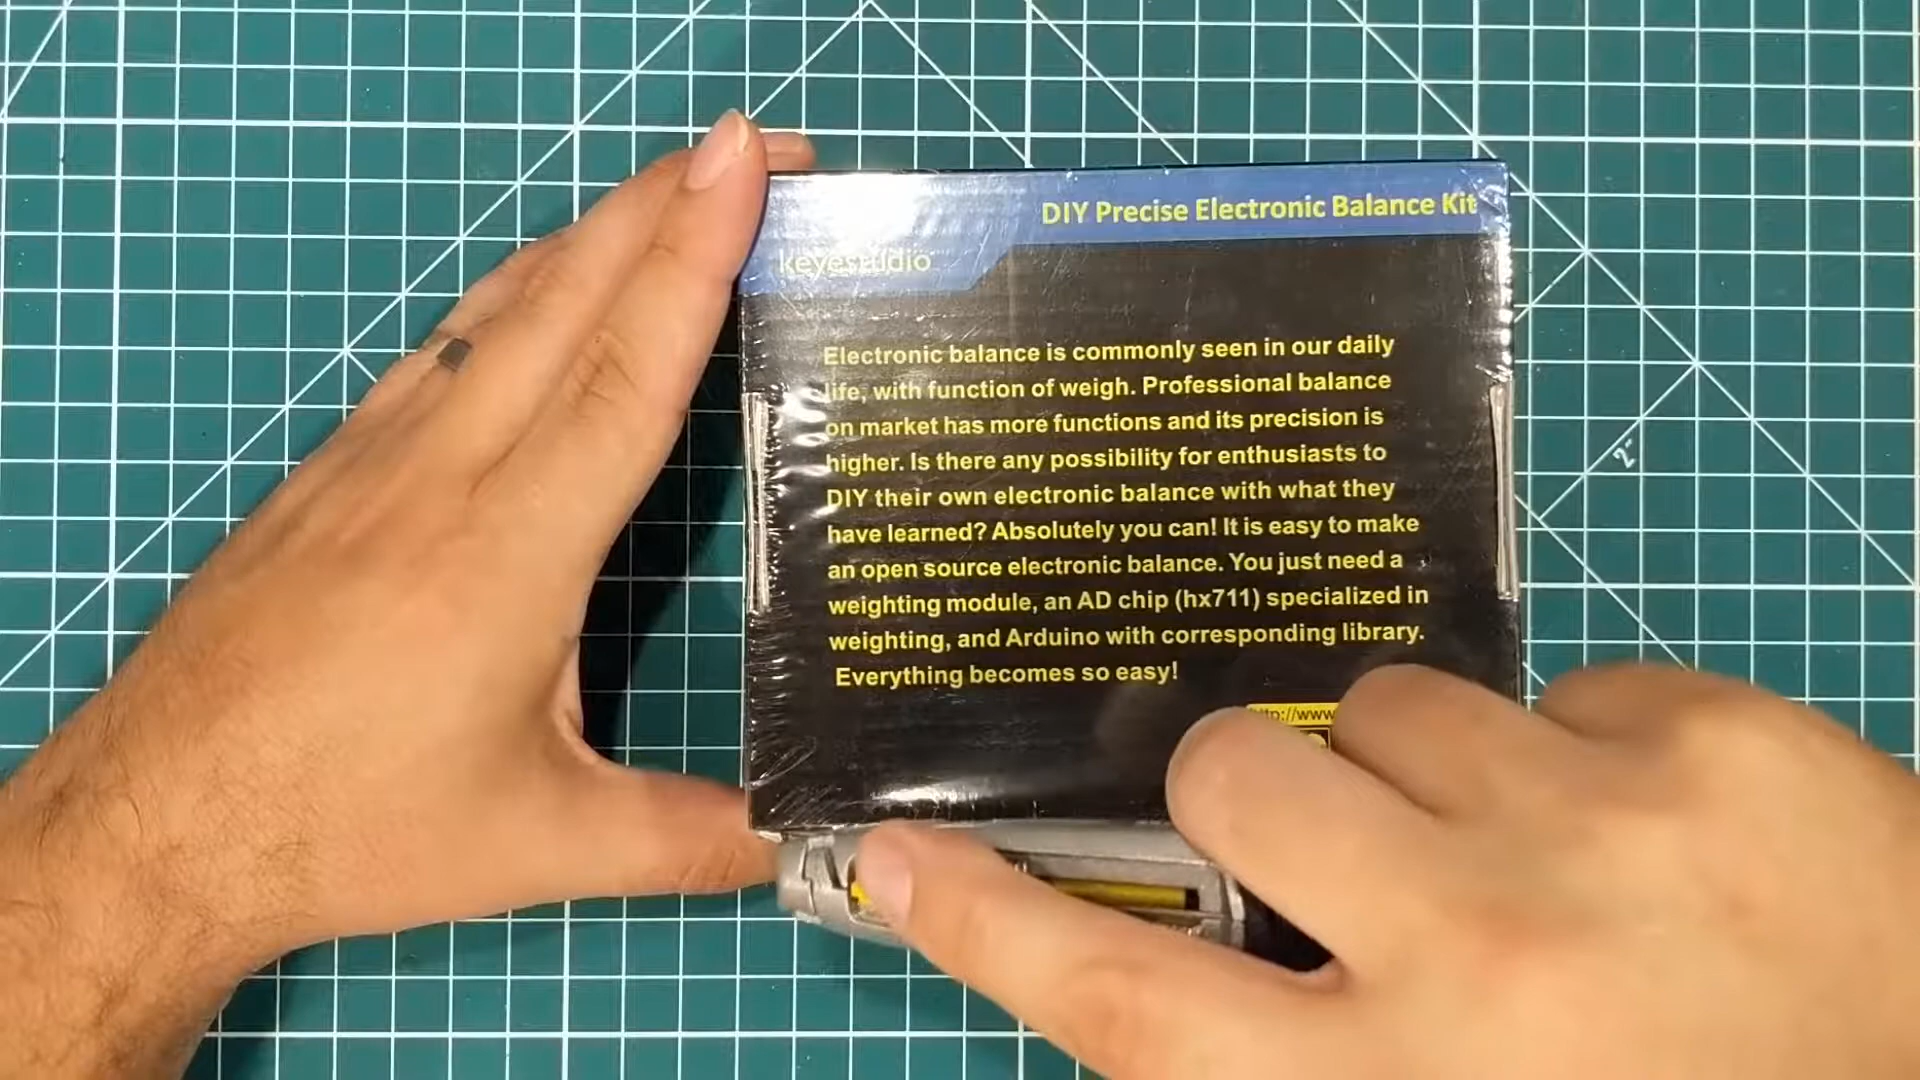 DIY Precise Electronic Balance Kit
keyestudio
Electronic balance is commonly seen in our daily
life, with function of weigh. Professional balance
on market has more functions and its precision is
higher. Is there any possibility for enthusiasts to
DIY their own electronic balance with what they
have learned? Absolutely you can! It is easy to make
an open source electronic balance. You just need a
weighting module, an AD chip (hx711) specialized in
weighting, and Arduino with corresponding library.
Everything becomes so easy!
http://www
2"